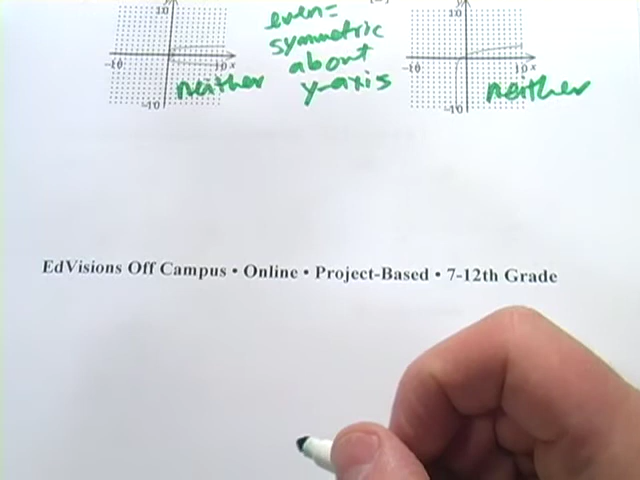 y
10
-10
10 x
-10
neither
even=
symmetric
about
y-axis
y
10
-10
10 x
-10
neither
EdVisions Off Campus • Online • Project-Based • 7-12th Grade